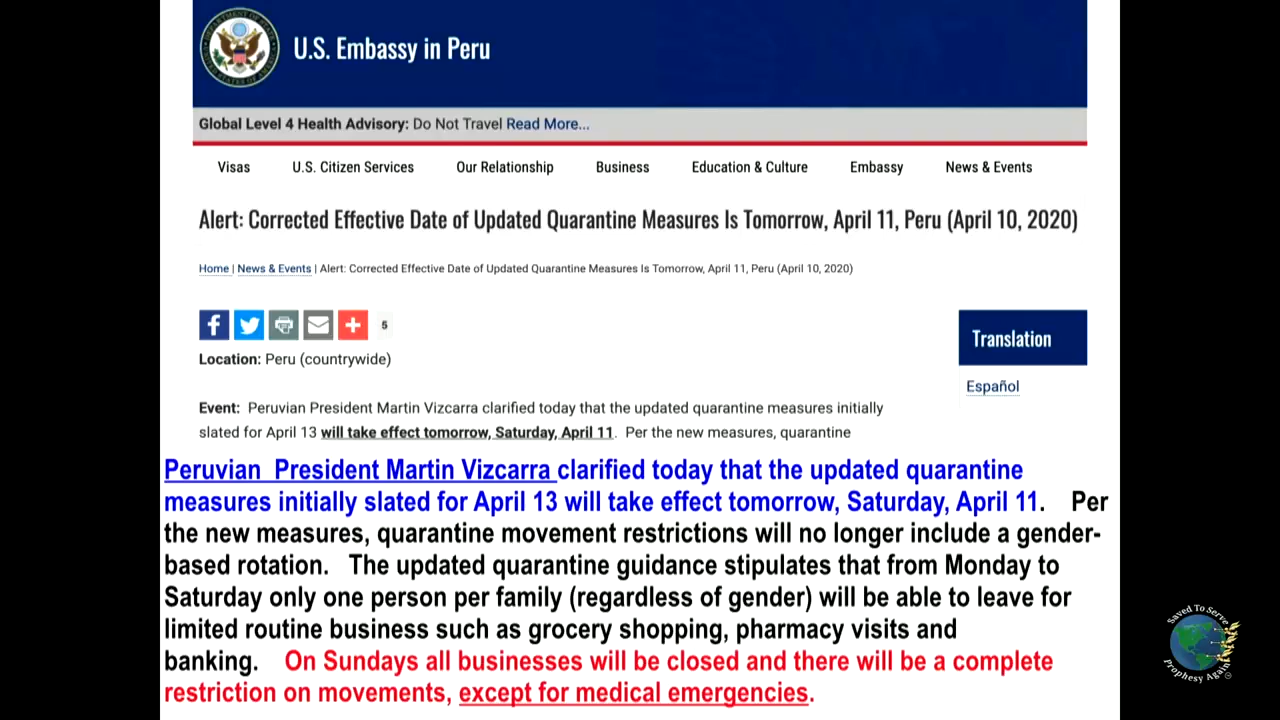 U.S. Embassy in Peru
Global Level 4 Health Advisory: Do Not Travel Read More...
Visas U.S. Citizen Services Our Relationship Business Education & Culture Embassy News & Events
Alert: Corrected Effective Date of Updated Quarantine Measures Is Tomorrow, April 11, Peru (April 10, 2020)
Home | News & Events | Alert: Corrected Effective Date of Updated Quarantine Measures Is Tomorrow, April 11, Peru (April 10, 2020)
5
Location: Peru (countrywide)
Translation
Español
Event: Peruvian President Martin Vizcarra clarified today that the updated quarantine measures initially
slated for April 13 will take effect tomorrow, Saturday, April 11. Per the new measures, quarantine
Peruvian President Martin Vizcarra clarified today that the updated quarantine
measures initially slated for April 13 will take effect tomorrow, Saturday, April 11. Per
the new measures, quarantine movement restrictions will no longer include a gender-
based rotation. The updated quarantine guidance stipulates that from Monday to
Saturday only one person per family (regardless of gender) will be able to leave for
limited routine business such as grocery shopping, pharmacy visits and
banking. On Sundays all businesses will be closed and there will be a complete
restriction on movements, except for medical emergencies.
Saved To Serve
Prophesy Again